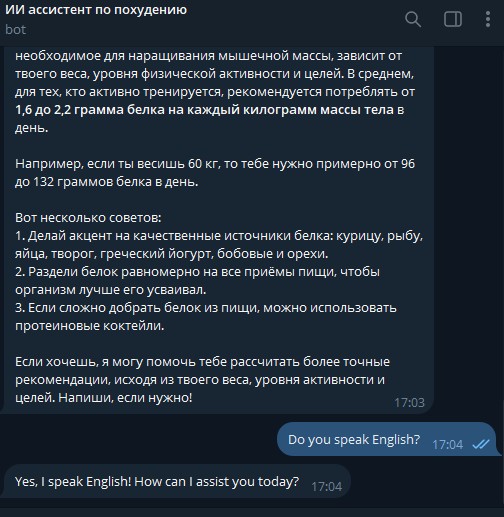 ИИ ассистент по похудению
bot
необходимое для наращивания мышечной массы, зависит от
твоего веса, уровня физической активности и целей. В среднем,
для тех, кто активно тренируется, рекомендуется потреблять от
1,6 до 2,2 грамма белка на каждый килограмм массы тела в
день.
Например, если ты весишь 60 кг, то тебе нужно примерно от 96
до 132 граммов белка в день.
Вот несколько советов:
1. Делай акцент на качественные источники белка: курицу, рыбу,
яйца, творог, греческий йогурт, бобовые и орехи.
2. Раздели белок равномерно на все приёмы пищи, чтобы
организм лучше его усваивал.
3. Если сложно добрать белок из пищи, можно использовать
протеиновые коктейли.
Если хочешь, я могу помочь тебе рассчитать более точные
рекомендации, исходя из твоего веса, уровня активности и
целей. Напиши, если нужно!
17:03
Do you speak English? 17:04
Yes, I speak English! How can I assist you today? 17:04